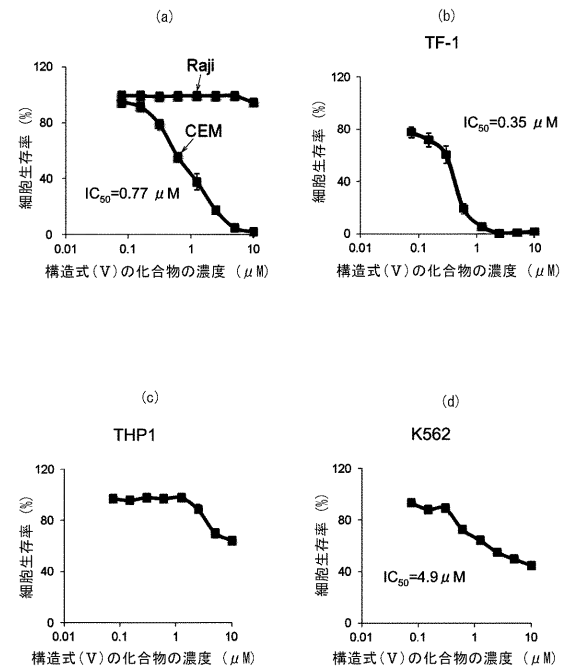 (a)
Raji
CEM
IC50=0.77 μM
細胞生存率 (%)
120
80
40
0
0.01
0.1
1
10
構造式(V)の化合物の濃度 (μM)
(b)
TF-1
IC50=0.35 μM
細胞生存率 (%)
120
80
40
0
0.01
0.1
1
10
構造式(V)の化合物の濃度 (μM)
(c)
THP1
細胞生存率 (%)
120
80
40
0
0.01
0.1
1
10
構造式(V)の化合物の濃度 (μM)
(d)
K562
IC50=4.9μM
細胞生存率 (%)
120
80
40
0
0.01
0.1
1
10
構造式(V)の化合物の濃度 (μM)